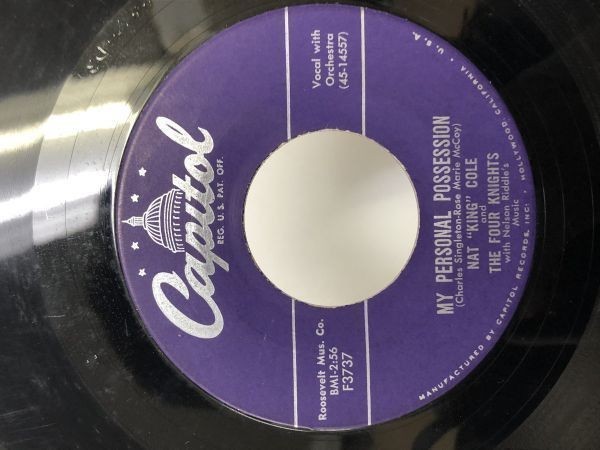 Capitol
REG. U. S. PAT. OFF.
Roosevelt Mus. Co.
BMI-2:56
F3737
Vocal with
Orchestra
(45-14557)
MY PERSONAL POSSESSION
(Charles Singleton-Rose Marie McCoy)
NAT "KING" COLE
and
THE FOUR KNIGHTS
with Nelson Riddle's
Music
MANUFACTURED BY CAPITOL RECORDS, INC. • HOLLYWOOD, CALIFORNIA • U.S.A.